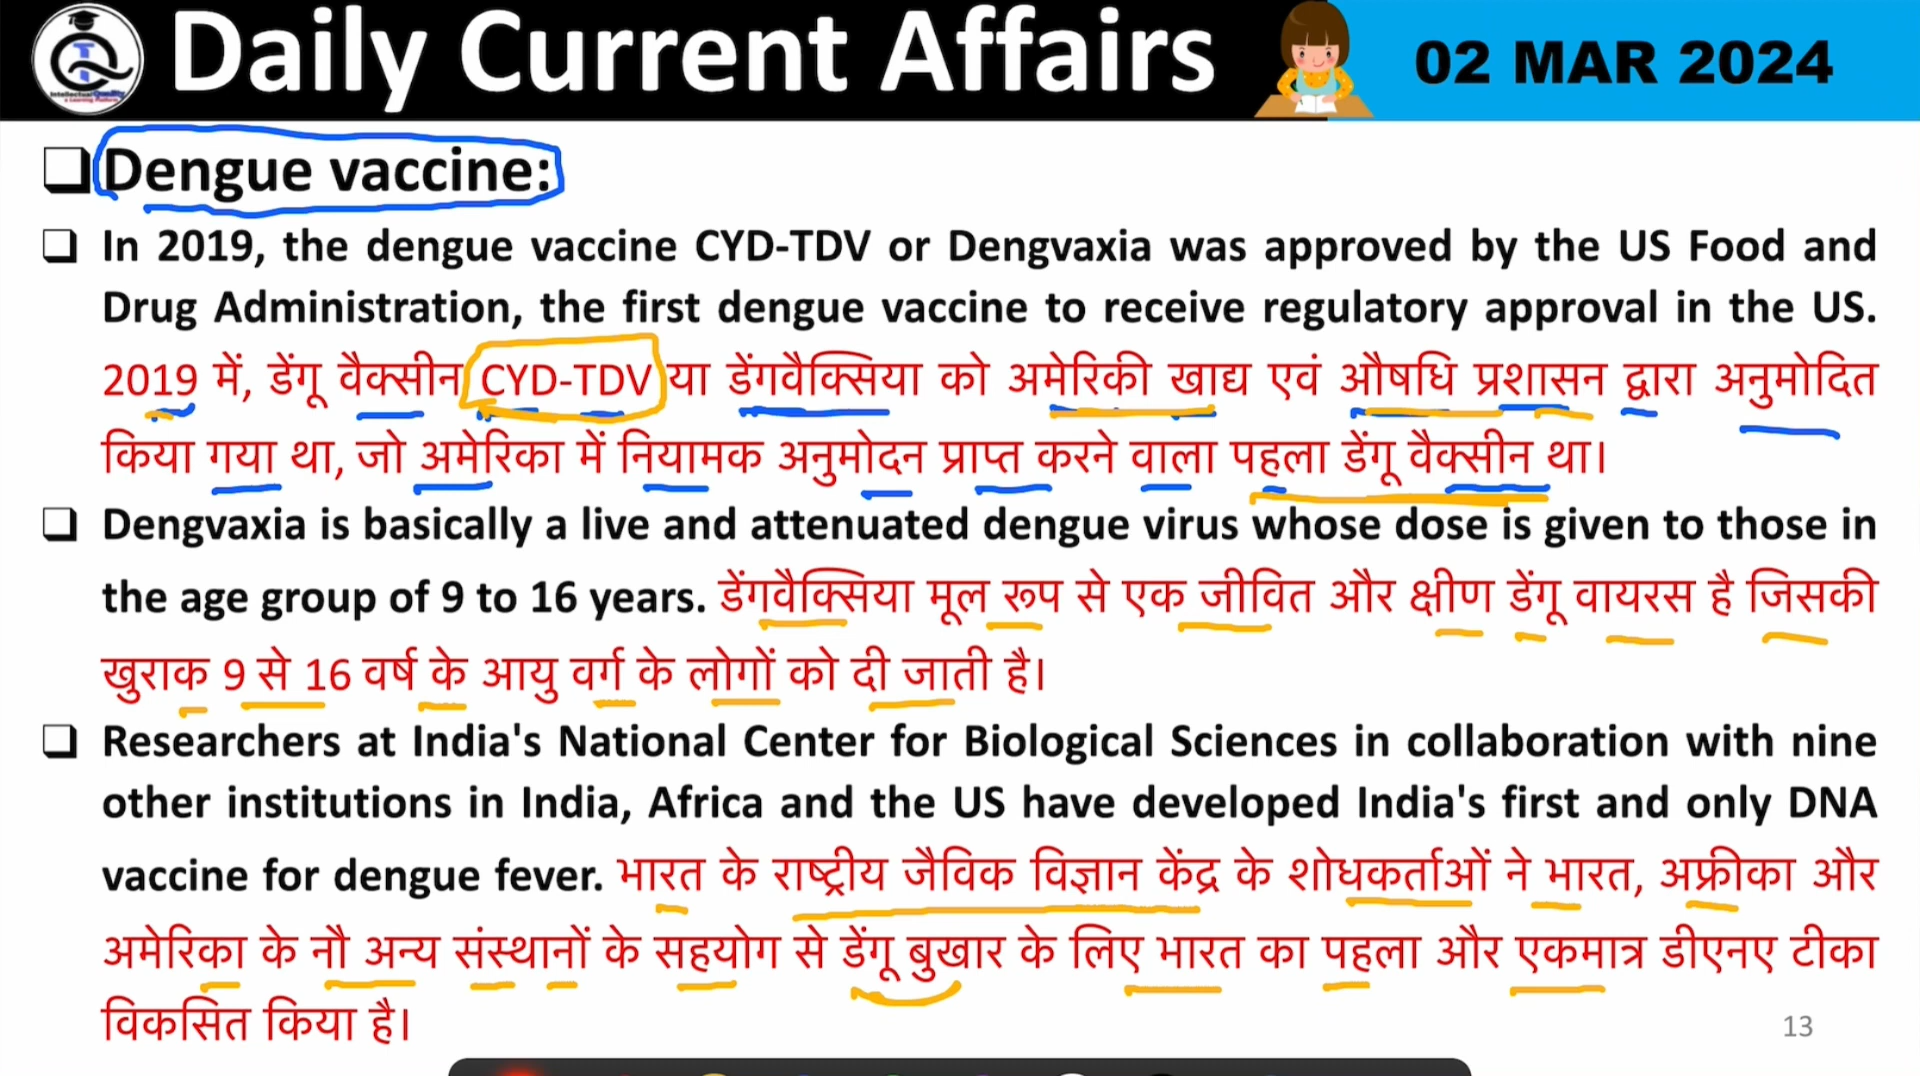 Daily Current Affairs
02 MAR 2024
Intellectual Quality
a Learning Platform
Dengue vaccine:
In 2019, the dengue vaccine CYD-TDV or Dengvaxia was approved by the US Food and
Drug Administration, the first dengue vaccine to receive regulatory approval in the US.
2019 में, डेंगू वैक्सीन CYD-TDV या डेंगवैक्सिया को अमेरिकी खाद्य एवं औषधि प्रशासन द्वारा अनुमोदित
किया गया था, जो अमेरिका में नियामक अनुमोदन प्राप्त करने वाला पहला डेंगू वैक्सीन था।
Dengvaxia is basically a live and attenuated dengue virus whose dose is given to those in
the age group of 9 to 16 years. डेंगवैक्सिया मूल रूप से एक जीवित और क्षीण डेंगू वायरस है जिसकी
खुराक 9 से 16 वर्ष के आयु वर्ग के लोगों को दी जाती है।
Researchers at India's National Center for Biological Sciences in collaboration with nine
other institutions in India, Africa and the US have developed India's first and only DNA
vaccine for dengue fever. भारत के राष्ट्रीय जैविक विज्ञान केंद्र के शोधकर्ताओं ने भारत, अफ्रीका और
अमेरिका के नौ अन्य संस्थानों के सहयोग से डेंगू बुखार के लिए भारत का पहला और एकमात्र डीएनए टीका
विकसित किया है।
13